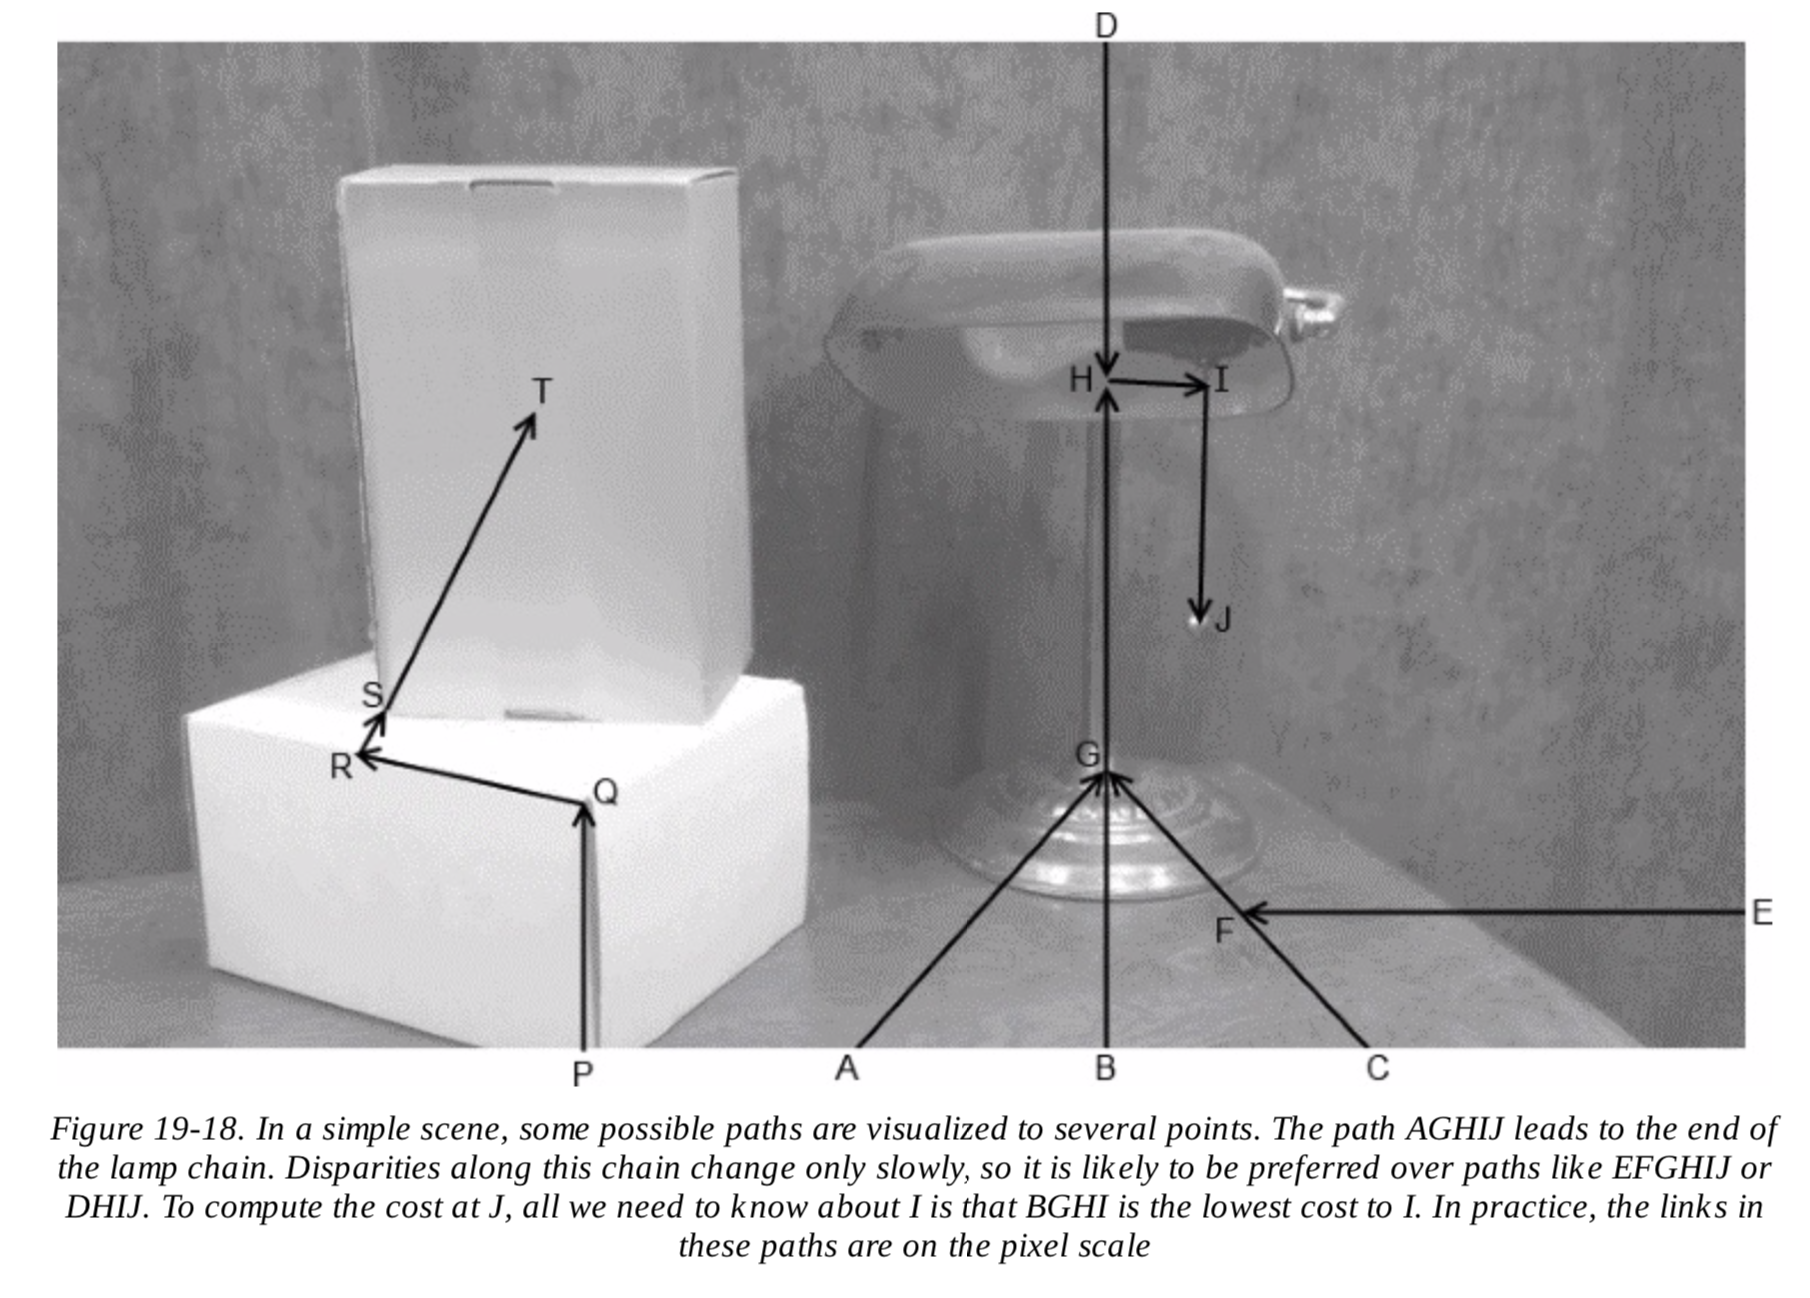 D
T
H
I
J
S
G
R
Q
F
E
P
A
B
C
Figure 19-18. In a simple scene, some possible paths are visualized to several points. The path AGHIJ leads to the end of
the lamp chain. Disparities along this chain change only slowly, so it is likely to be preferred over paths like EFGHIJ or
DHIJ. To compute the cost at J, all we need to know about I is that BGHI is the lowest cost to I. In practice, the links in
these paths are on the pixel scale